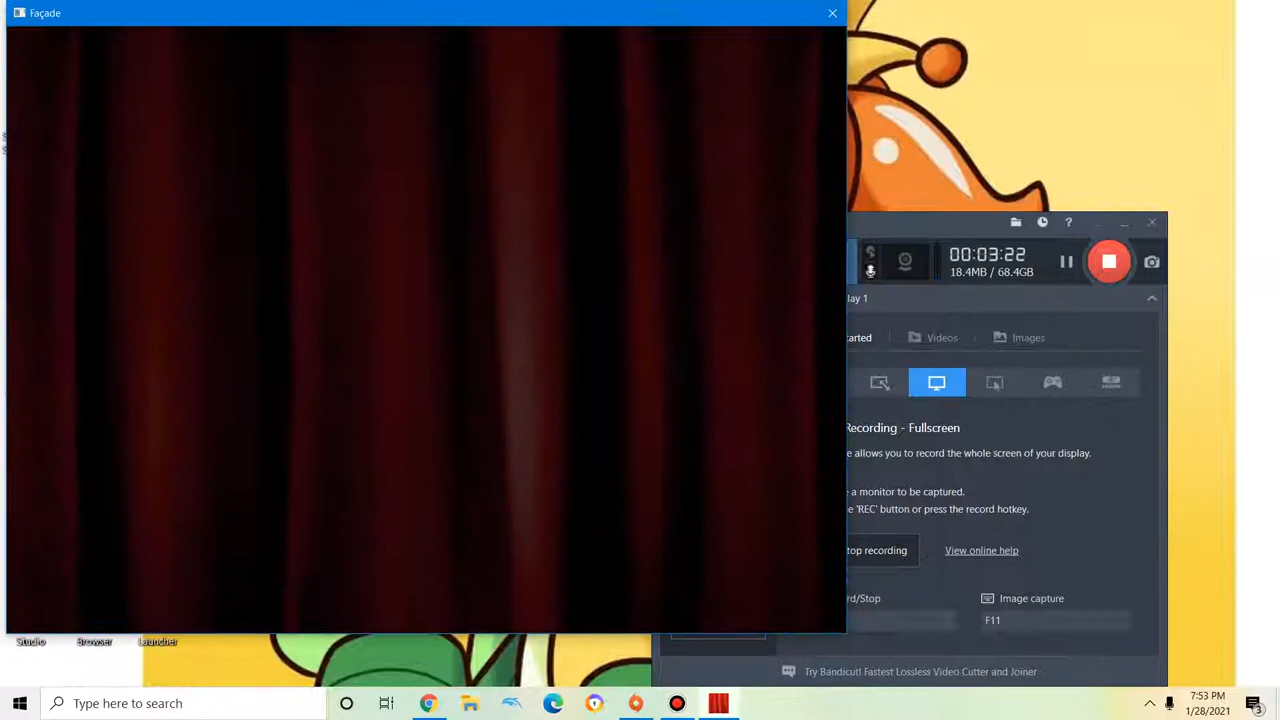 Façade
00:03:22
18.4MB / 68.4GB
lay 1
arted
Videos
Images
Recording - Fullscreen
e allows you to record the whole screen of your display.
e a monitor to be captured.
e 'REC' button or press the record hotkey.
top recording
View online help
rd/Stop
Image capture
F11
Try Bandicut! Fastest Lossless Video Cutter and Joiner
Studio
Browser
Launcher
Type here to search
7:53 PM
1/28/2021
3